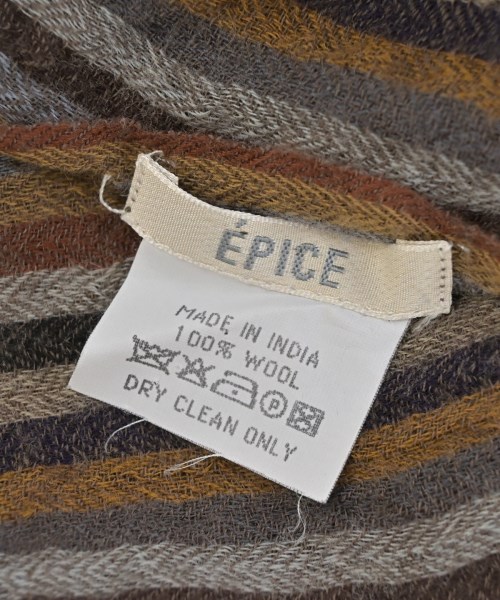 ÉPICE
MADE IN INDIA
100% WOOL
P
DRY CLEAN ONLY